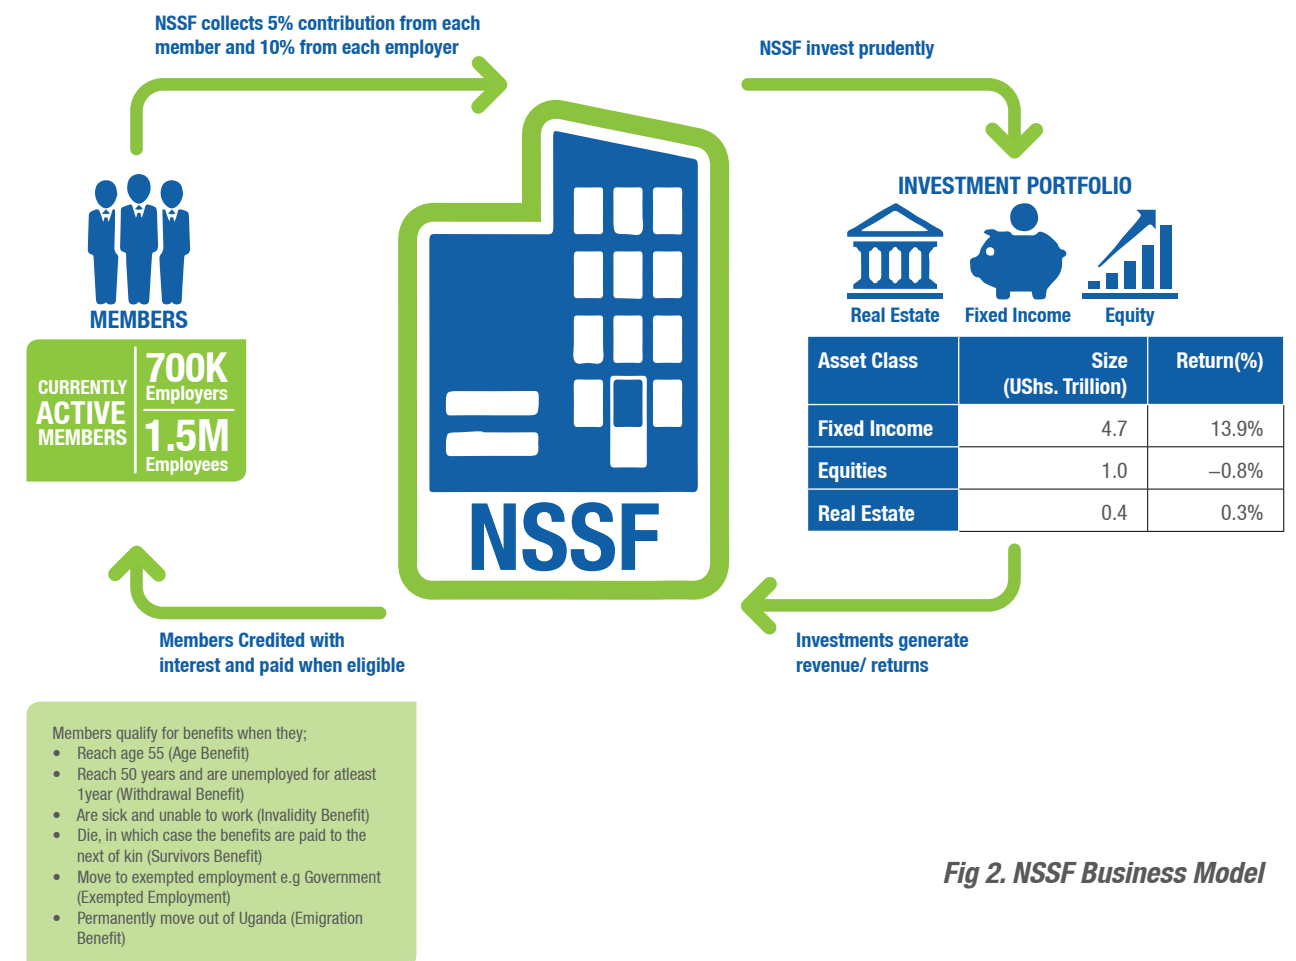 NSSF collects 5% contribution from each
member and 10% from each employer
NSSF invest prudently
MEMBERS
CURRENTLY
ACTIVE
MEMBERS
700K
Employers
1.5M
Employees
NSSF
INVESTMENT PORTFOLIO
Real Estate Fixed Income Equity
Asset Class Size Return(%)
(UShs. Trillion)
Fixed Income 4.7 13.9%
Equities 1.0 –0.8%
Real Estate 0.4 0.3%
Members Credited with
interest and paid when eligible
Investments generate
revenue/ returns
Members qualify for benefits when they;
• Reach age 55 (Age Benefit)
• Reach 50 years and are unemployed for atleast
1year (Withdrawal Benefit)
• Are sick and unable to work (Invalidity Benefit)
• Die, in which case the benefits are paid to the
next of kin (Survivors Benefit)
• Move to exempted employment e.g Government
(Exempted Employment)
• Permanently move out of Uganda (Emigration
Benefit)
Fig 2. NSSF Business Model